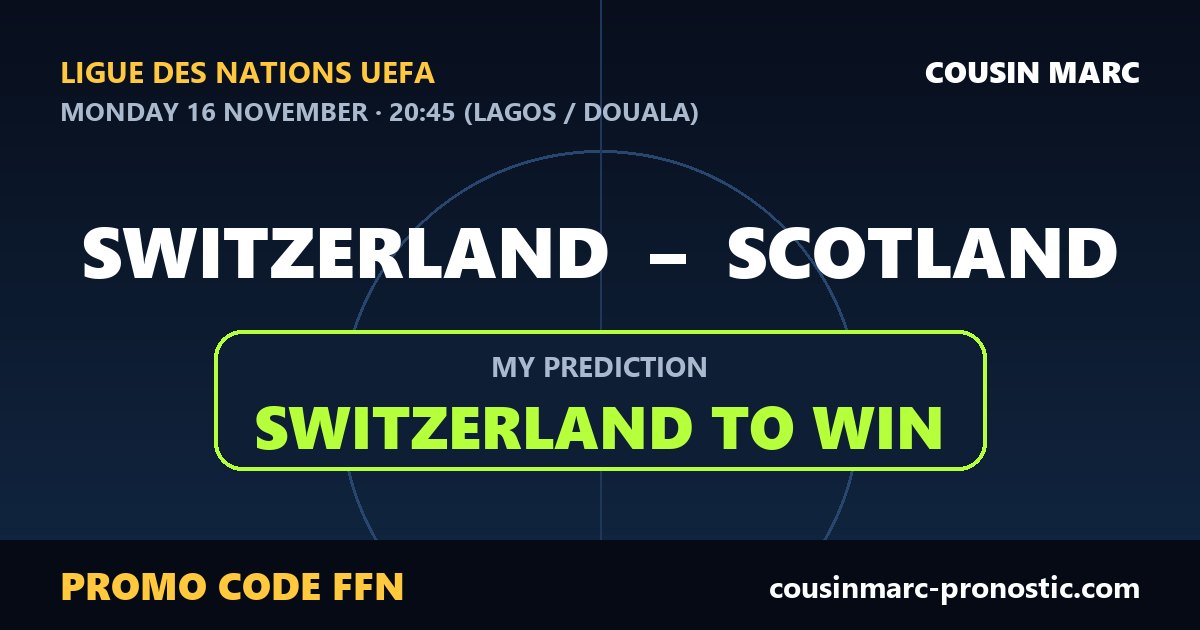 LIGUE DES NATIONS UEFA
COUSIN MARC
MONDAY 16 NOVEMBER · 20:45 (LAGOS / DOUALA)
SWITZERLAND – SCOTLAND
MY PREDICTION
SWITZERLAND TO WIN
PROMO CODE FFN
cousinmarc-pronostic.com